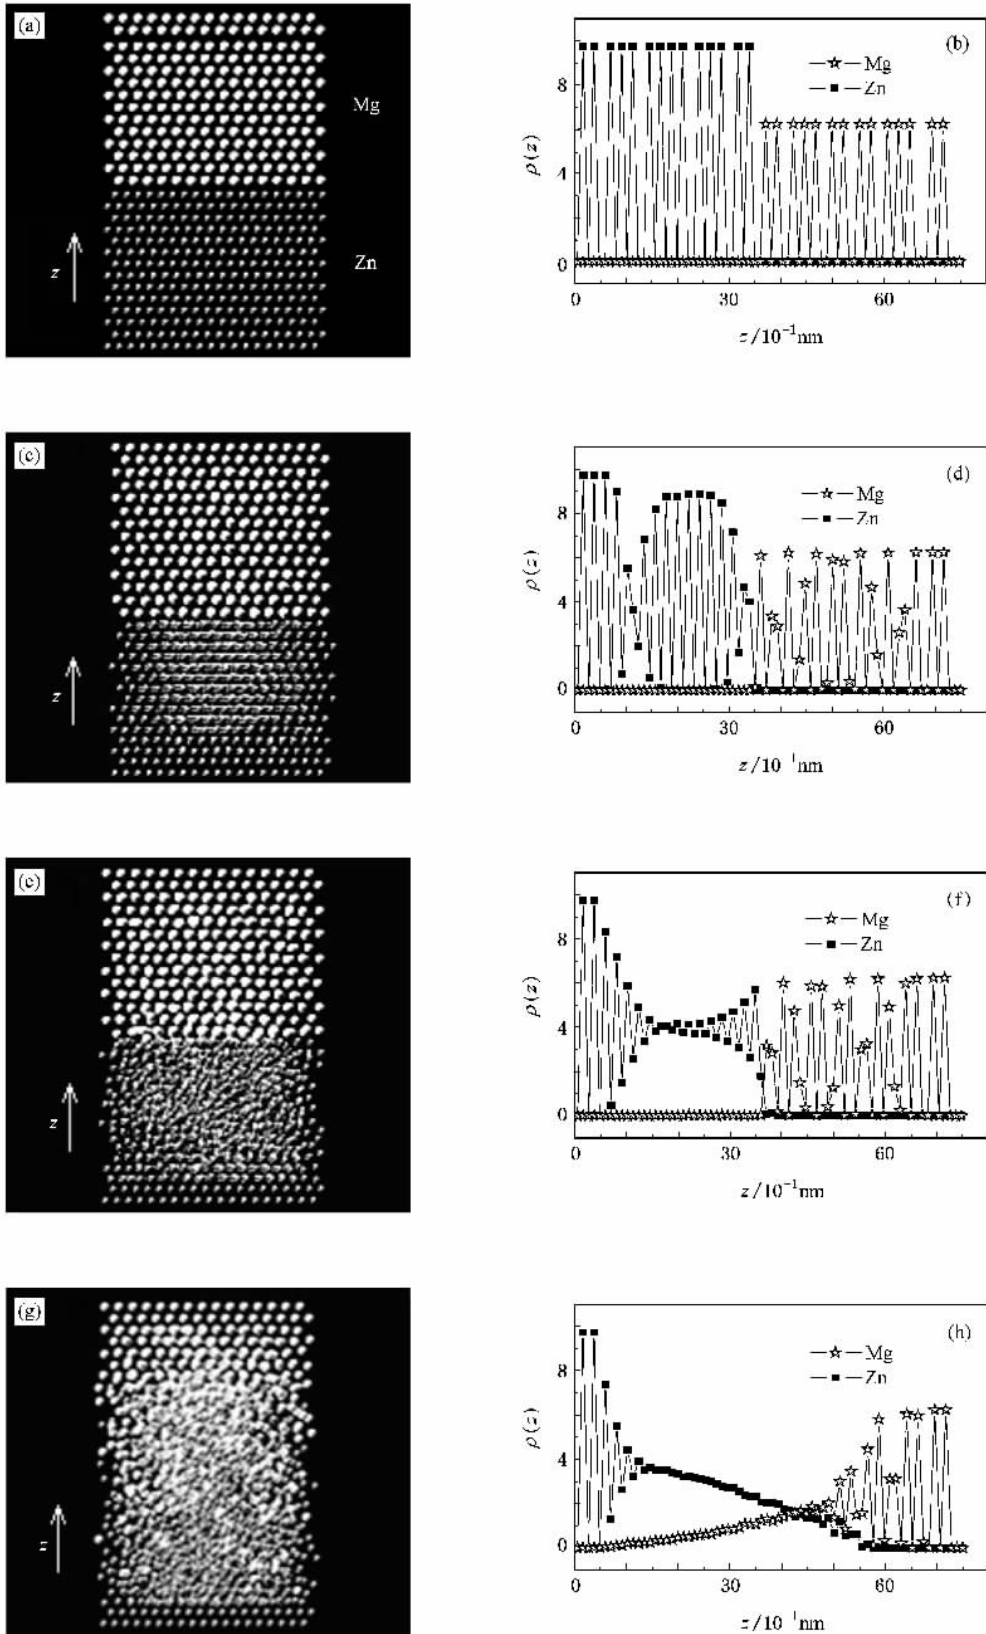 (a)
Mg
Zn
z
(b)
Mg
Zn
ρ(z)
8
4
0
0 30 60
z/10⁻¹nm
(c)
z
(d)
Mg
Zn
ρ(z)
8
4
0
0 30 60
z/10⁻¹nm
(e)
z
(f)
Mg
Zn
ρ(z)
8
4
0
0 30 60
z/10⁻¹nm
(g)
z
(h)
Mg
Zn
ρ(z)
8
4
0
0 30 60
z/10⁻¹nm